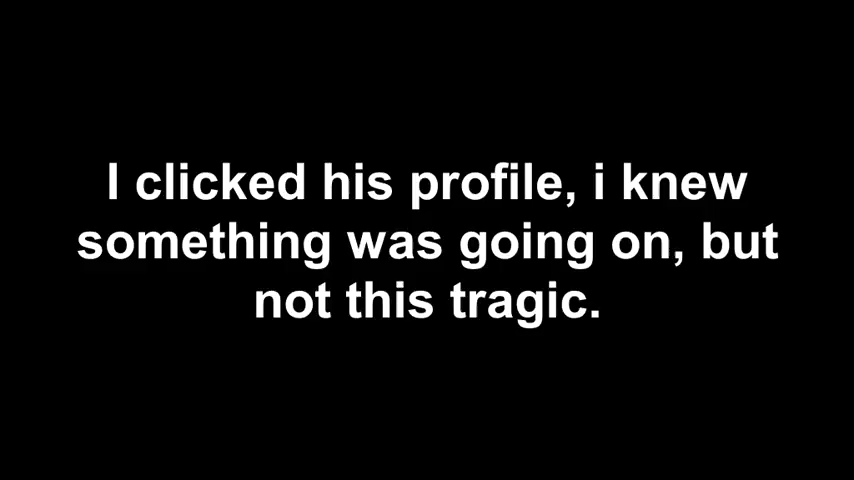 I clicked his profile, i knew
something was going on, but
not this tragic.